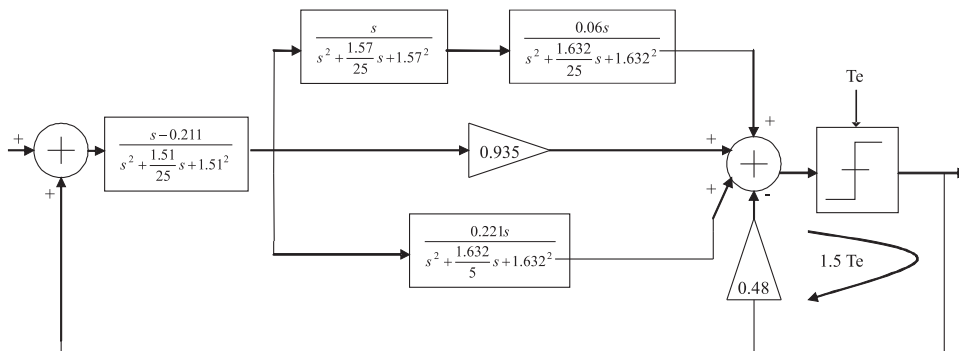 s
s² + 1.57/25 s + 1.57²
0.06s
s² + 1.632/25 s + 1.632²
Te
+
+
s − 0.211
s² + 1.51/25 s + 1.51²
+
0.935
+
+
+
-
0.221s
s² + 1.632/5 s + 1.632²
1.5 Te
0.48